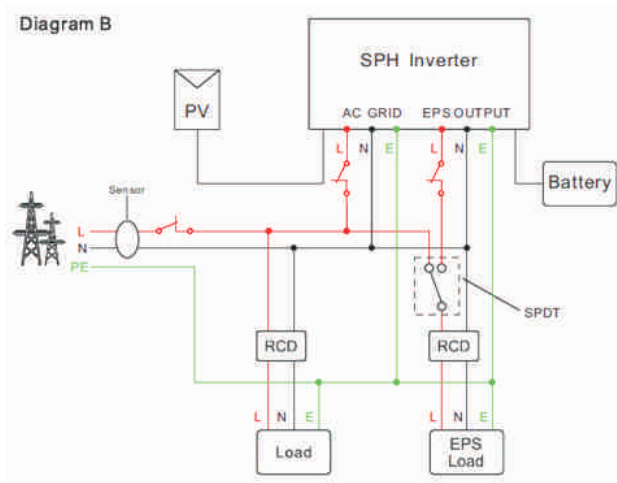 Diagram B
SPH Inverter
PV
AC GRID EPS OUTPUT
L N E L N E
Battery
Sensor
L
N
PE
SPDT
RCD RCD
L N E L N E
Load
EPS
Load